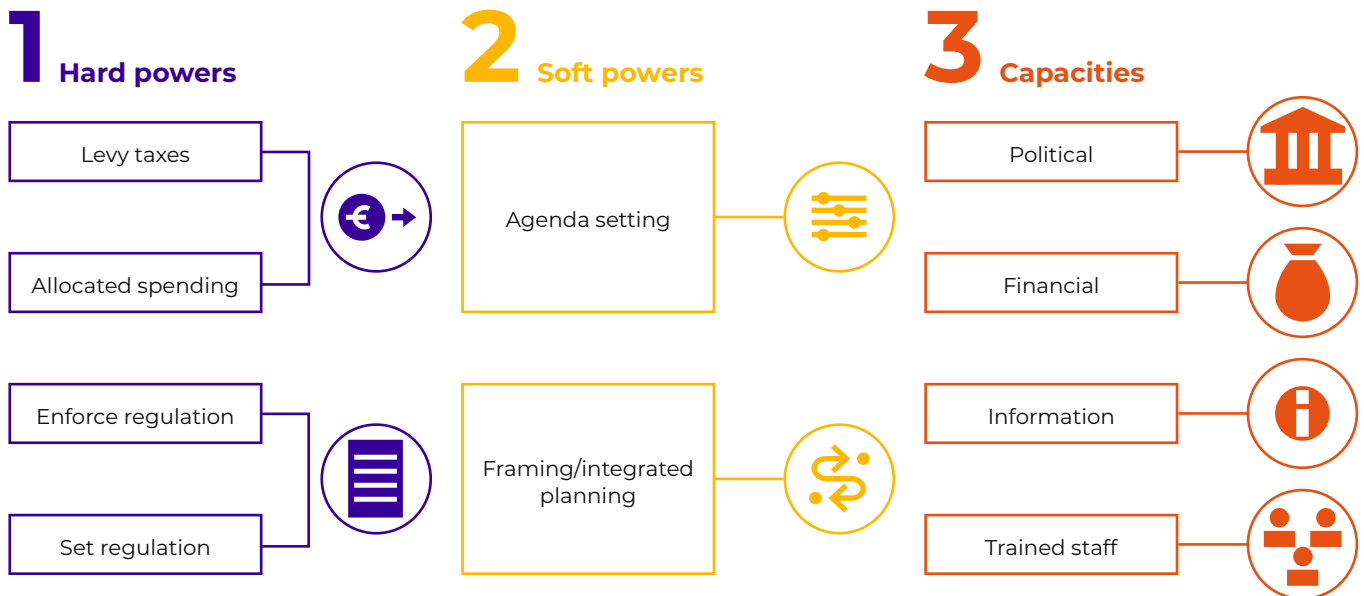 1 Hard powers
Levy taxes
Allocated spending
€
Enforce regulation
Set regulation
2 Soft powers
Agenda setting
Framing/integrated
planning
3 Capacities
Political
Financial
Information
i
Trained staff